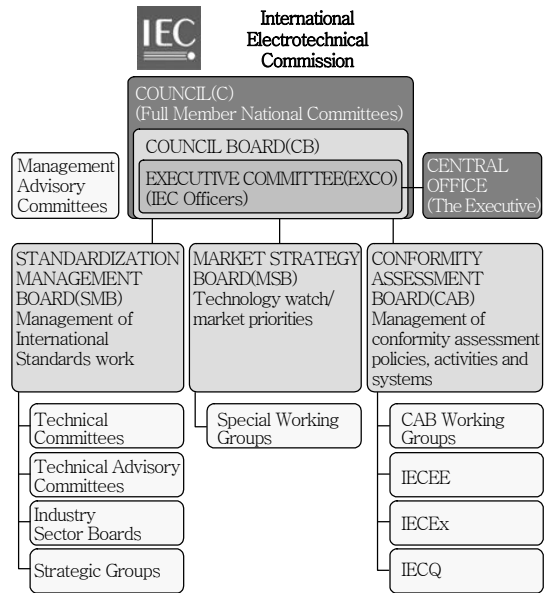 IEC
International
Electrotechnical
Commission
COUNCIL(C)
(Full Member National Committees)
COUNCIL BOARD(CB)
EXECUTIVE COMMITTEE(EXCO)
(IEC Officers)
Management
Advisory
Committees
CENTRAL
OFFICE
(The Executive)
STANDARDIZATION
MANAGEMENT
BOARD(SMB)
Management of
International
Standards work
MARKET STRATEGY
BOARD(MSB)
Technology watch/
market priorities
CONFORMITY
ASSESSMENT
BOARD(CAB)
Management of
conformity assessment
policies, activities and
systems
Technical
Committees
Technical Advisory
Committees
Industry
Sector Boards
Strategic Groups
Special Working
Groups
CAB Working
Groups
IECEE
IECEx
IECQ